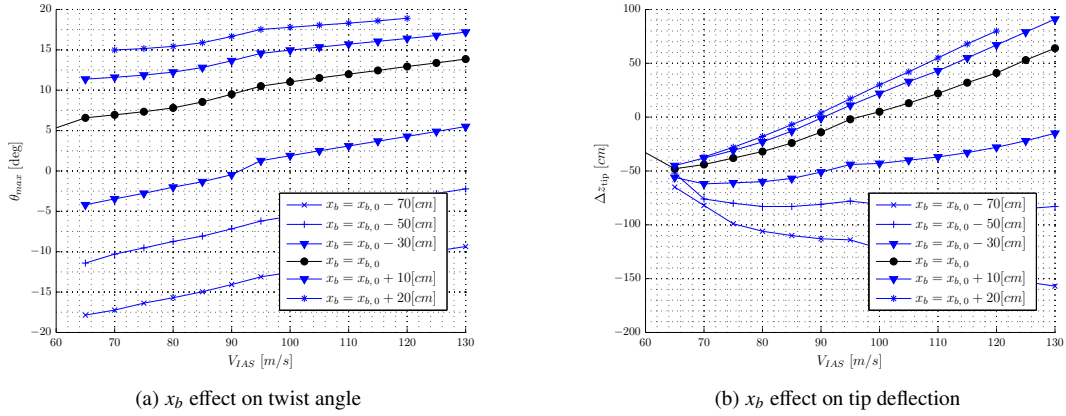 20
15
10
5
0
−5
−10
−15
−20
θmax [deg]
60 70 80 90 100 110 120 130
V_IAS [m/s]
x_b = x_b,0 − 70[cm]
x_b = x_b,0 − 50[cm]
x_b = x_b,0 − 30[cm]
x_b = x_b,0
x_b = x_b,0 + 10[cm]
x_b = x_b,0 + 20[cm]
(a) x_b effect on twist angle
100
50
0
−50
−100
−150
−200
Δz_tip [cm]
60 70 80 90 100 110 120 130
V_IAS [m/s]
x_b = x_b,0 − 70[cm]
x_b = x_b,0 − 50[cm]
x_b = x_b,0 − 30[cm]
x_b = x_b,0
x_b = x_b,0 + 10[cm]
x_b = x_b,0 + 20[cm]
(b) x_b effect on tip deflection